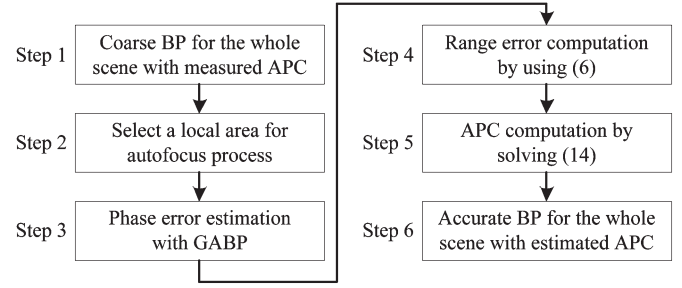 Step 1
Coarse BP for the whole
scene with measured APC
Step 2
Select a local area for
autofocus process
Step 3
Phase error estimation
with GABP
Step 4
Range error computation
by using (6)
Step 5
APC computation by
solving (14)
Step 6
Accurate BP for the whole
scene with estimated APC